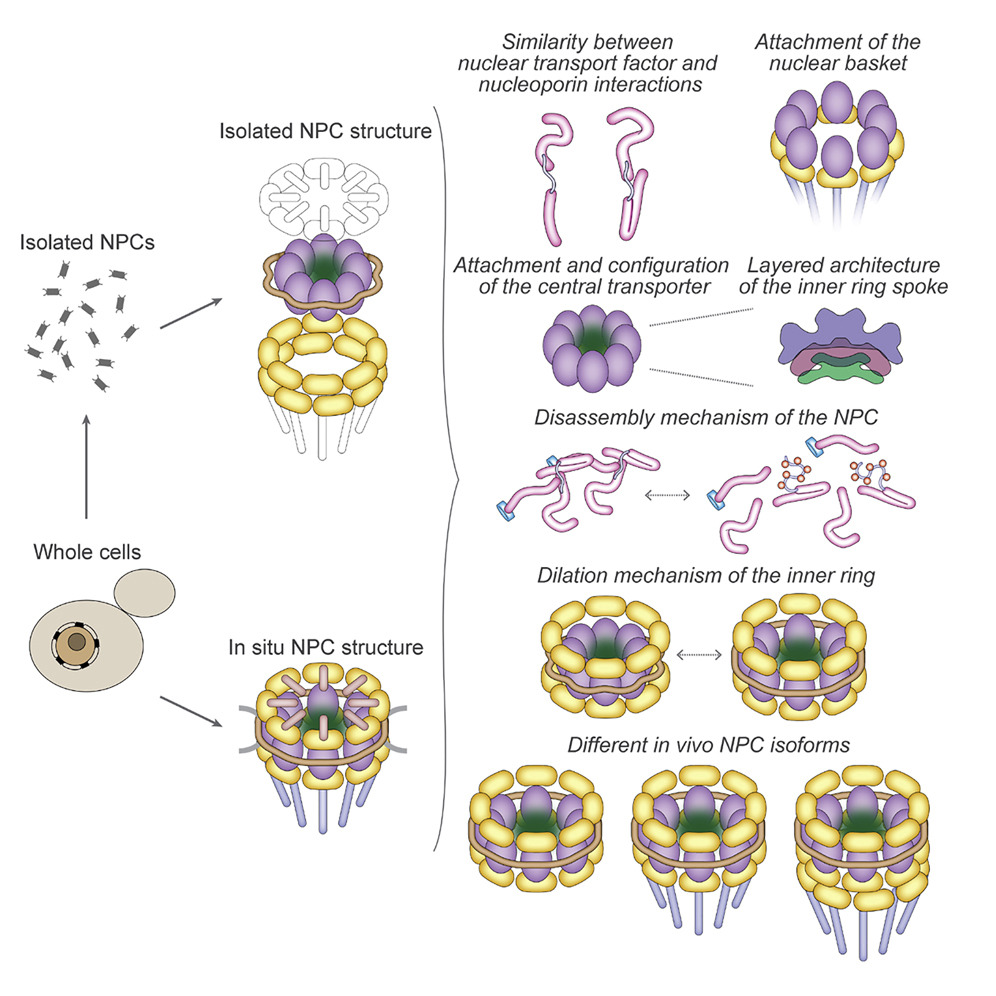 Similarity between
nuclear transport factor and
nucleoporin interactions
Attachment of the
nuclear basket
Isolated NPC structure
Isolated NPCs
Attachment and configuration
of the central transporter
Layered architecture
of the inner ring spoke
Disassembly mechanism of the NPC
Whole cells
Dilation mechanism of the inner ring
In situ NPC structure
Different in vivo NPC isoforms